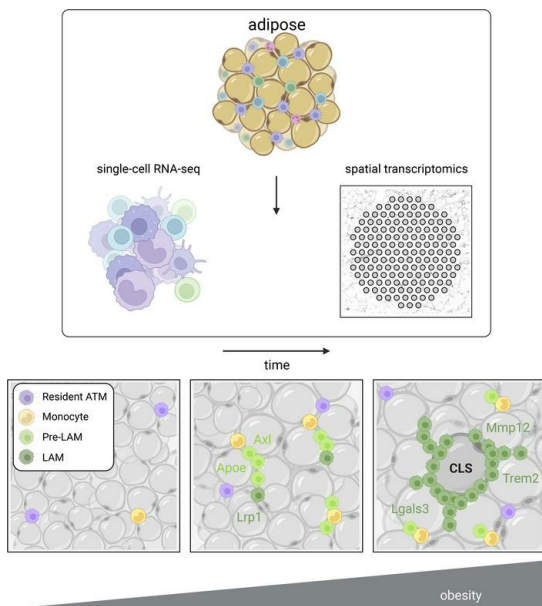 adipose
single-cell RNA-seq
spatial transcriptomics
time
Resident ATM
Monocyte
Pre-LAM
LAM
Axl
Apoe
Lrp1
Mmp12
CLS
Trem2
Lgals3
obesity